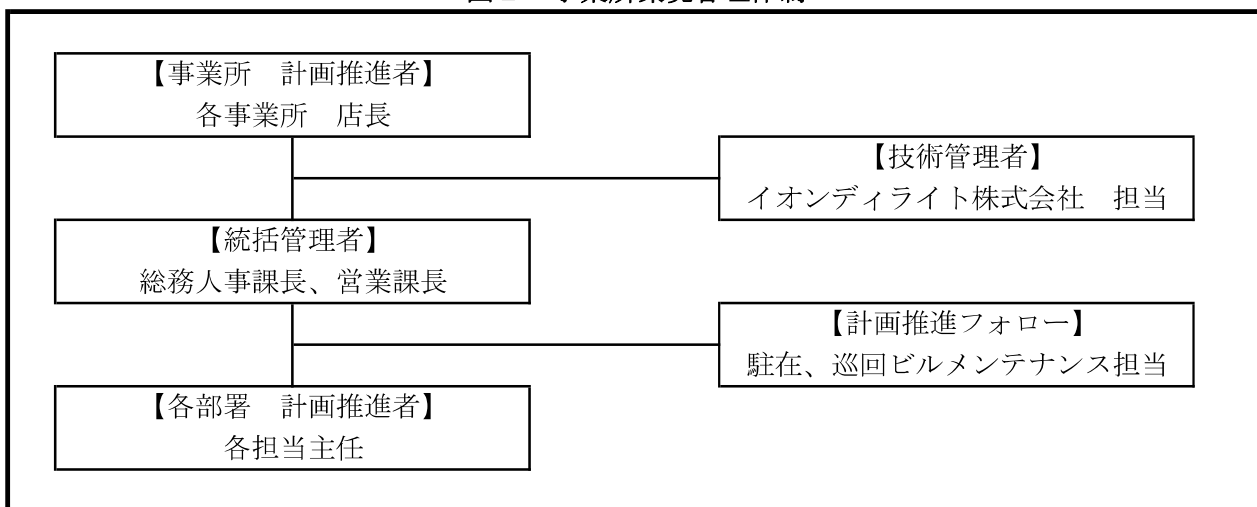 【事業所　計画推進者】
各事業所　店長
【技術管理者】
イオンディライト株式会社　担当
【統括管理者】
総務人事課長、営業課長
【計画推進フォロー】
駐在、巡回ビルメンテナンス担当
【各部署　計画推進者】
各担当主任